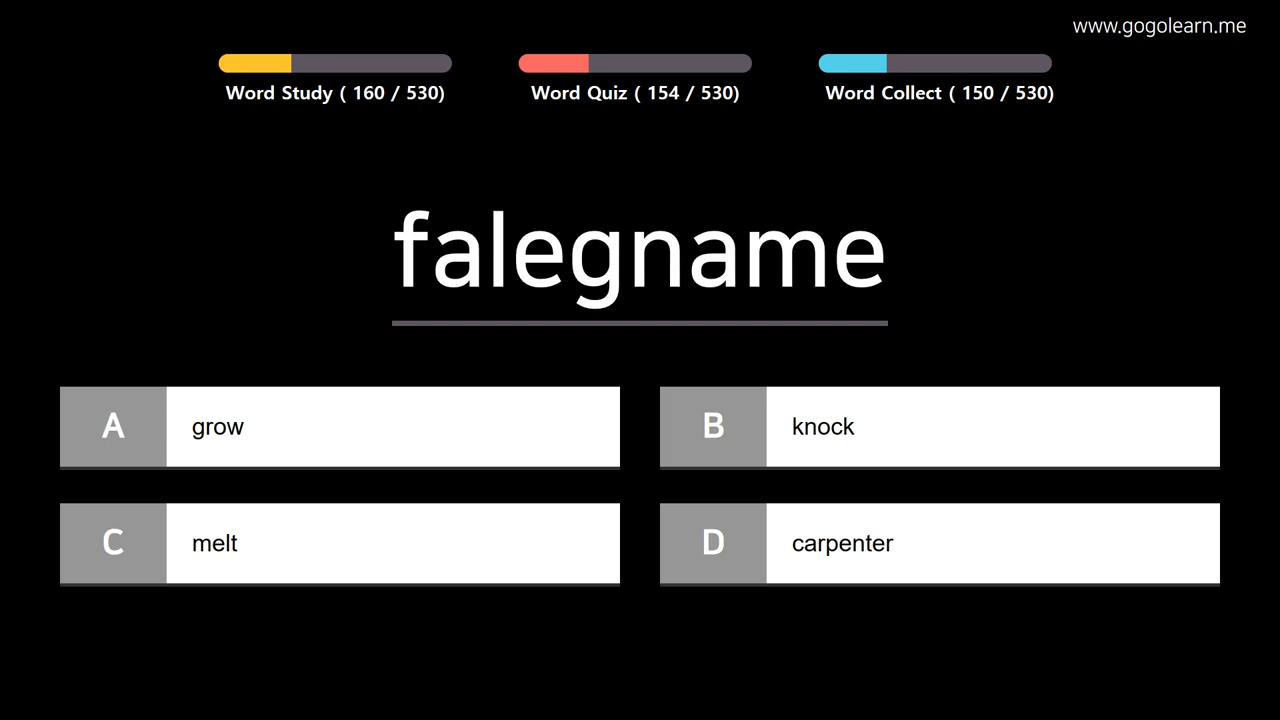 www.gogolearn.me
Word Study ( 160 / 530)
Word Quiz ( 154 / 530)
Word Collect ( 150 / 530)
falegname
A grow
B knock
C melt
D carpenter